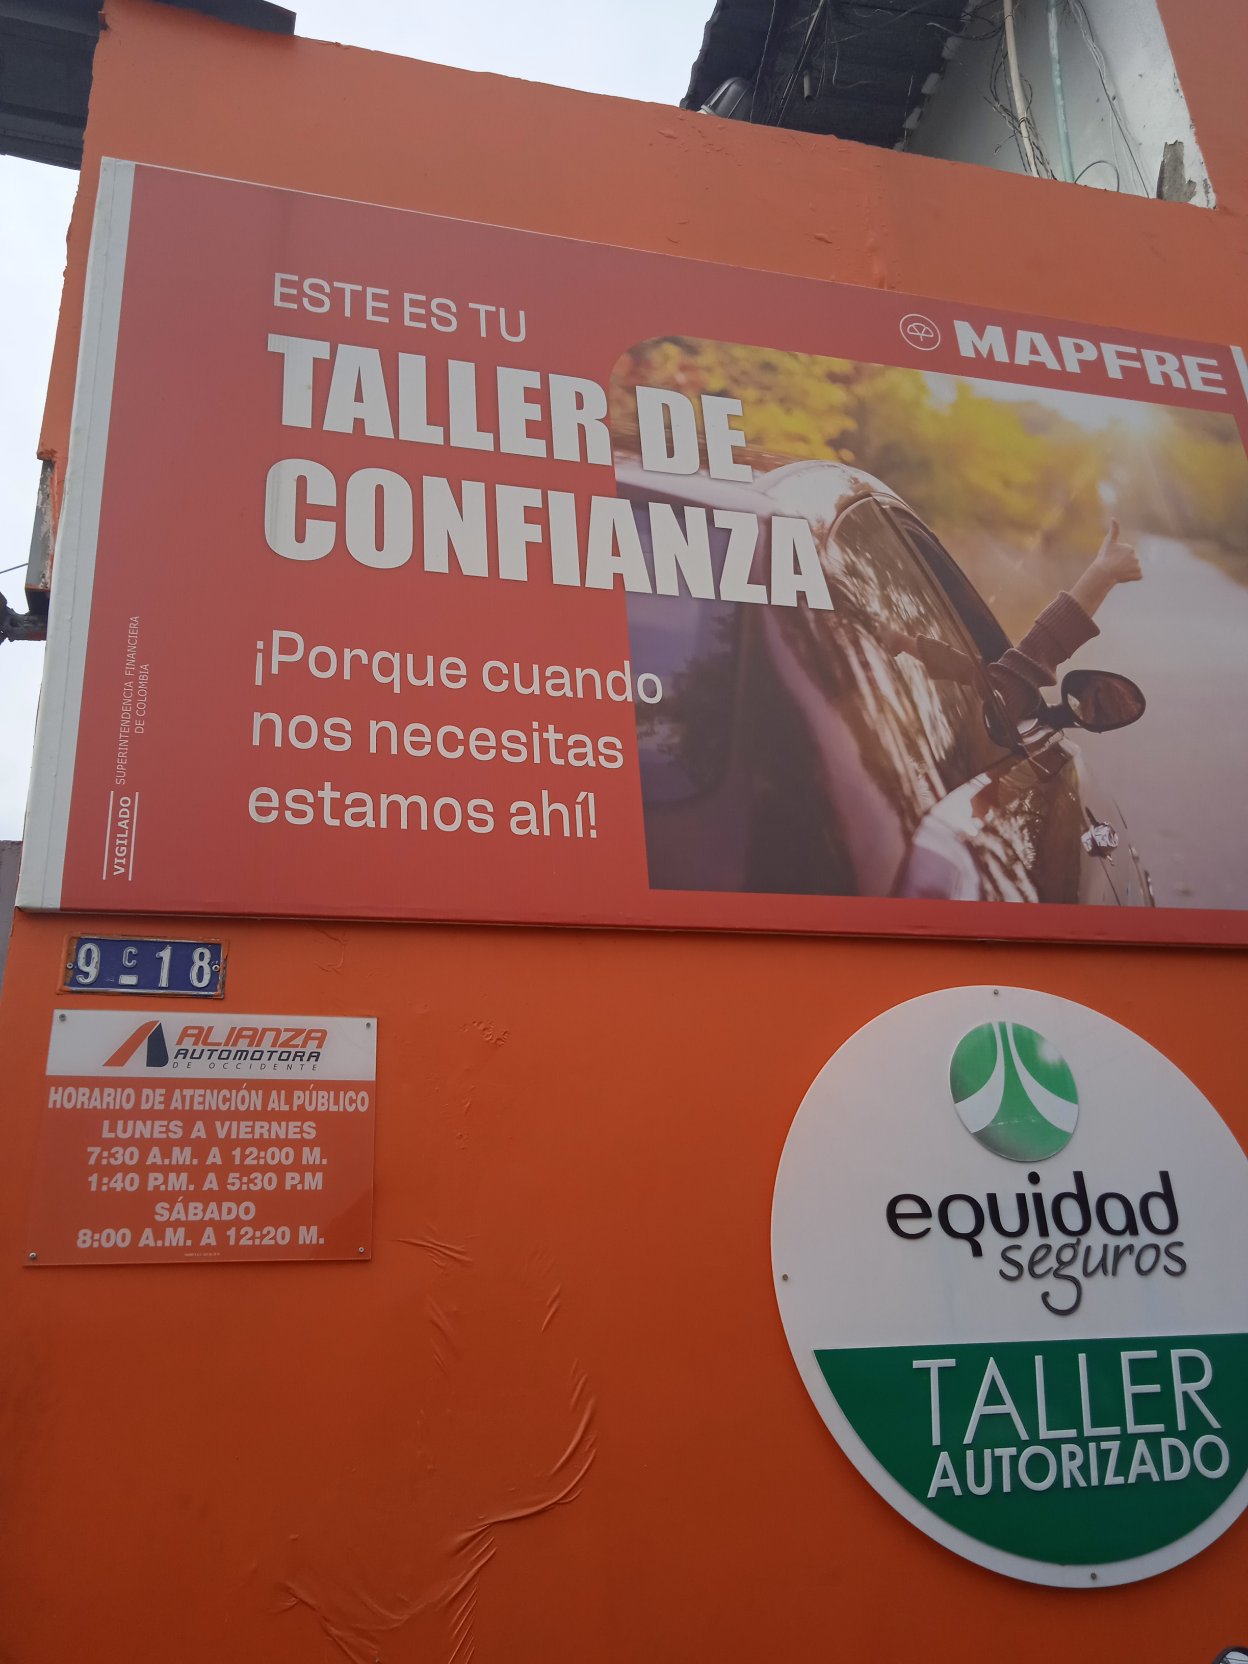 ESTE ES TU
TALLER DE
CONFIANZA
¡Porque cuando
nos necesitas
estamos ahí!
MAPFRE
VIGILADO
SUPERINTENDENCIA FINANCIERA
DE COLOMBIA
9 C 18
ALIANZA
AUTOMOTORA
DE OCCIDENTE
HORARIO DE ATENCIÓN AL PÚBLICO
LUNES A VIERNES
7:30 A.M. A 12:00 M.
1:40 P.M. A 5:30 P.M
SÁBADO
8:00 A.M. A 12:20 M.
equidad
seguros
TALLER
AUTORIZADO